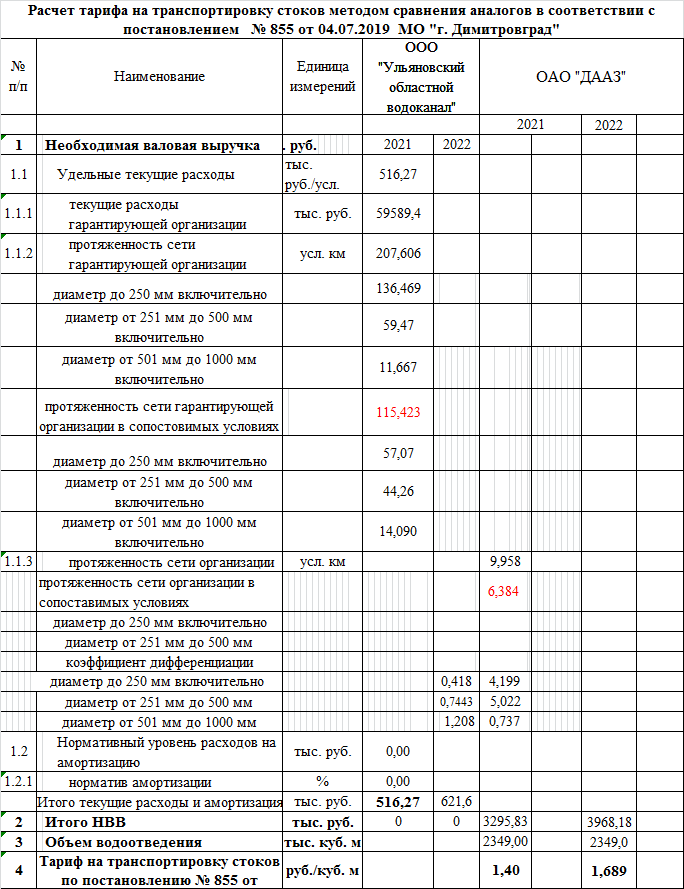 Расчет тарифа на транспортировку стоков методом сравнения аналогов в соответствии с
постановлением № 855 от 04.07.2019 МО "г. Димитровград"
№ п/п Наименование Единица измерений ООО "Ульяновский областной водоканал" ОАО "ДААЗ"
2021 2022
1 Необходимая валовая выручка . руб. 2021 2022
1.1 Удельные текущие расходы тыс. руб./усл. 516,27
1.1.1 текущие расходы
гарантирующей организации тыс. руб. 59589,4
1.1.2 протяженность сети
гарантирующей организации усл. км 207,606
диаметр до 250 мм включительно 136,469
диаметр от 251 мм до 500 мм
включительно 59,47
диаметр от 501 мм до 1000 мм
включительно 11,667
протяженность сети гарантирующей
организации в сопостовимых условиях 115,423
диаметр до 250 мм включительно 57,07
диаметр от 251 мм до 500 мм
включительно 44,26
диаметр от 501 мм до 1000 мм
включительно 14,090
1.1.3 протяженность сети организации усл. км 9,958
протяженность сети организации в
сопоставимых условиях 6,384
диаметр до 250 мм включительно
диаметр от 251 мм до 500 мм
коэффициент дифференциации
диаметр до 250 мм включительно 0,418 4,199
диаметр от 251 мм до 500 мм 0,7443 5,022
диаметр от 501 мм до 1000 мм 1,208 0,737
1.2 Нормативный уровень расходов на
амортизацию тыс. руб. 0,00
1.2.1 норматив амортизации % 0,00
Итого текущие расходы и амортизация тыс. руб. 516,27 621,6
2 Итого НВВ тыс. руб. 0 0 3295,83 3968,18
3 Объем водоотведения тыс. куб. м 2349,00 2349,0
4 Тариф на транспортировку стоков
по постановлению № 855 от руб./куб. м 1,40 1,689